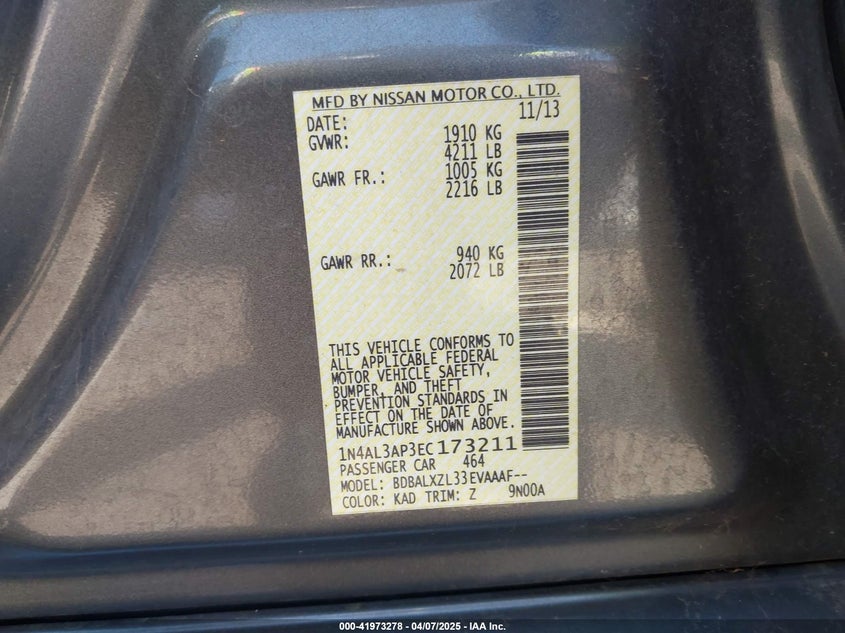 MFD BY NISSAN MOTOR CO., LTD.
DATE: 11/13
GVWR: 1910 KG
4211 LB
GAWR FR.: 1005 KG
2216 LB
GAWR RR.: 940 KG
2072 LB
THIS VEHICLE CONFORMS TO
ALL APPLICABLE FEDERAL
MOTOR VEHICLE SAFETY,
BUMPER, AND THEFT
PREVENTION STANDARDS IN
EFFECT ON THE DATE OF
MANUFACTURE SHOWN ABOVE.
1N4AL3AP3EC173211
PASSENGER CAR 464
MODEL: BDBALXZL33EVAAAF--
COLOR: KAD TRIM: Z 9N00A
000-41973278 - 04/07/2025 - IAA Inc.